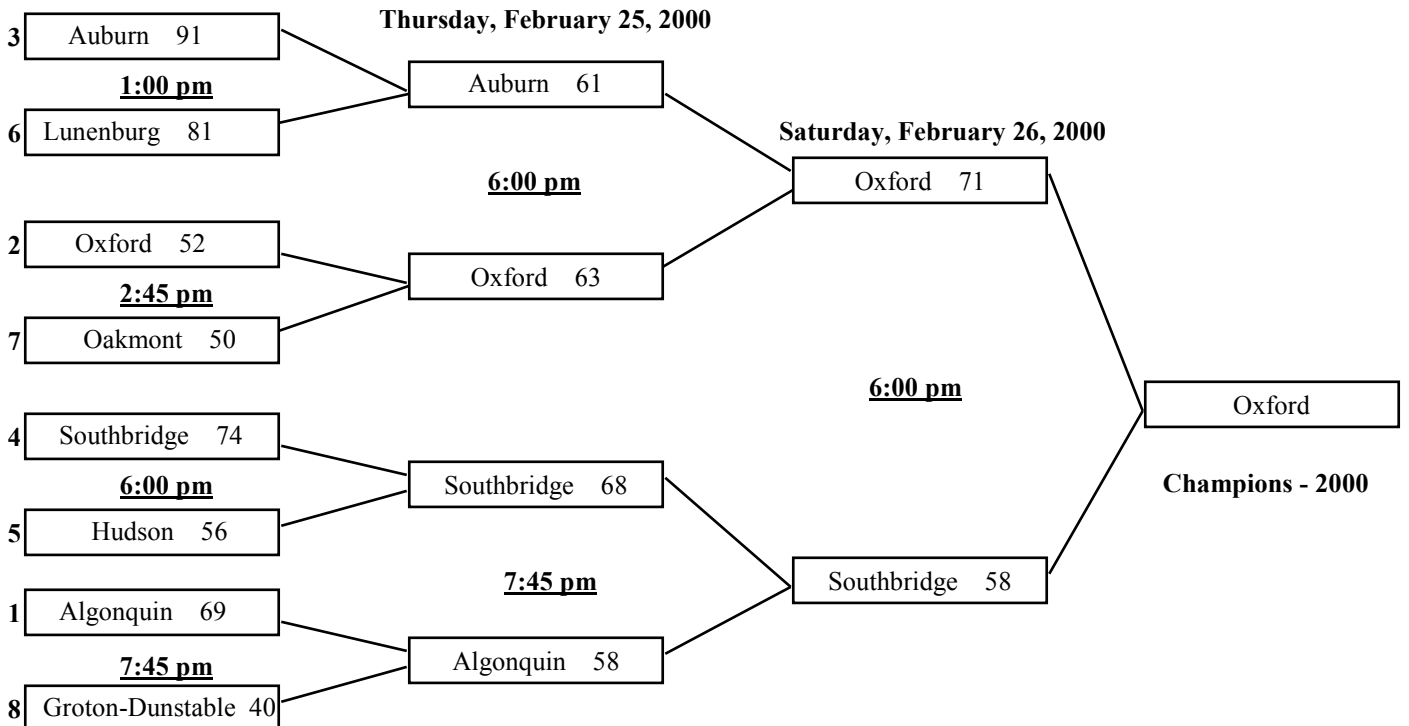 Thursday, February 25, 2000
3 Auburn 91
1:00 pm
6 Lunenburg 81
Auburn 61
6:00 pm
Saturday, February 26, 2000
Oxford 71
2 Oxford 52
2:45 pm
7 Oakmont 50
Oxford 63
6:00 pm
Oxford
Champions - 2000
4 Southbridge 74
6:00 pm
5 Hudson 56
Southbridge 68
7:45 pm
Southbridge 58
1 Algonquin 69
7:45 pm
8 Groton-Dunstable 40
Algonquin 58